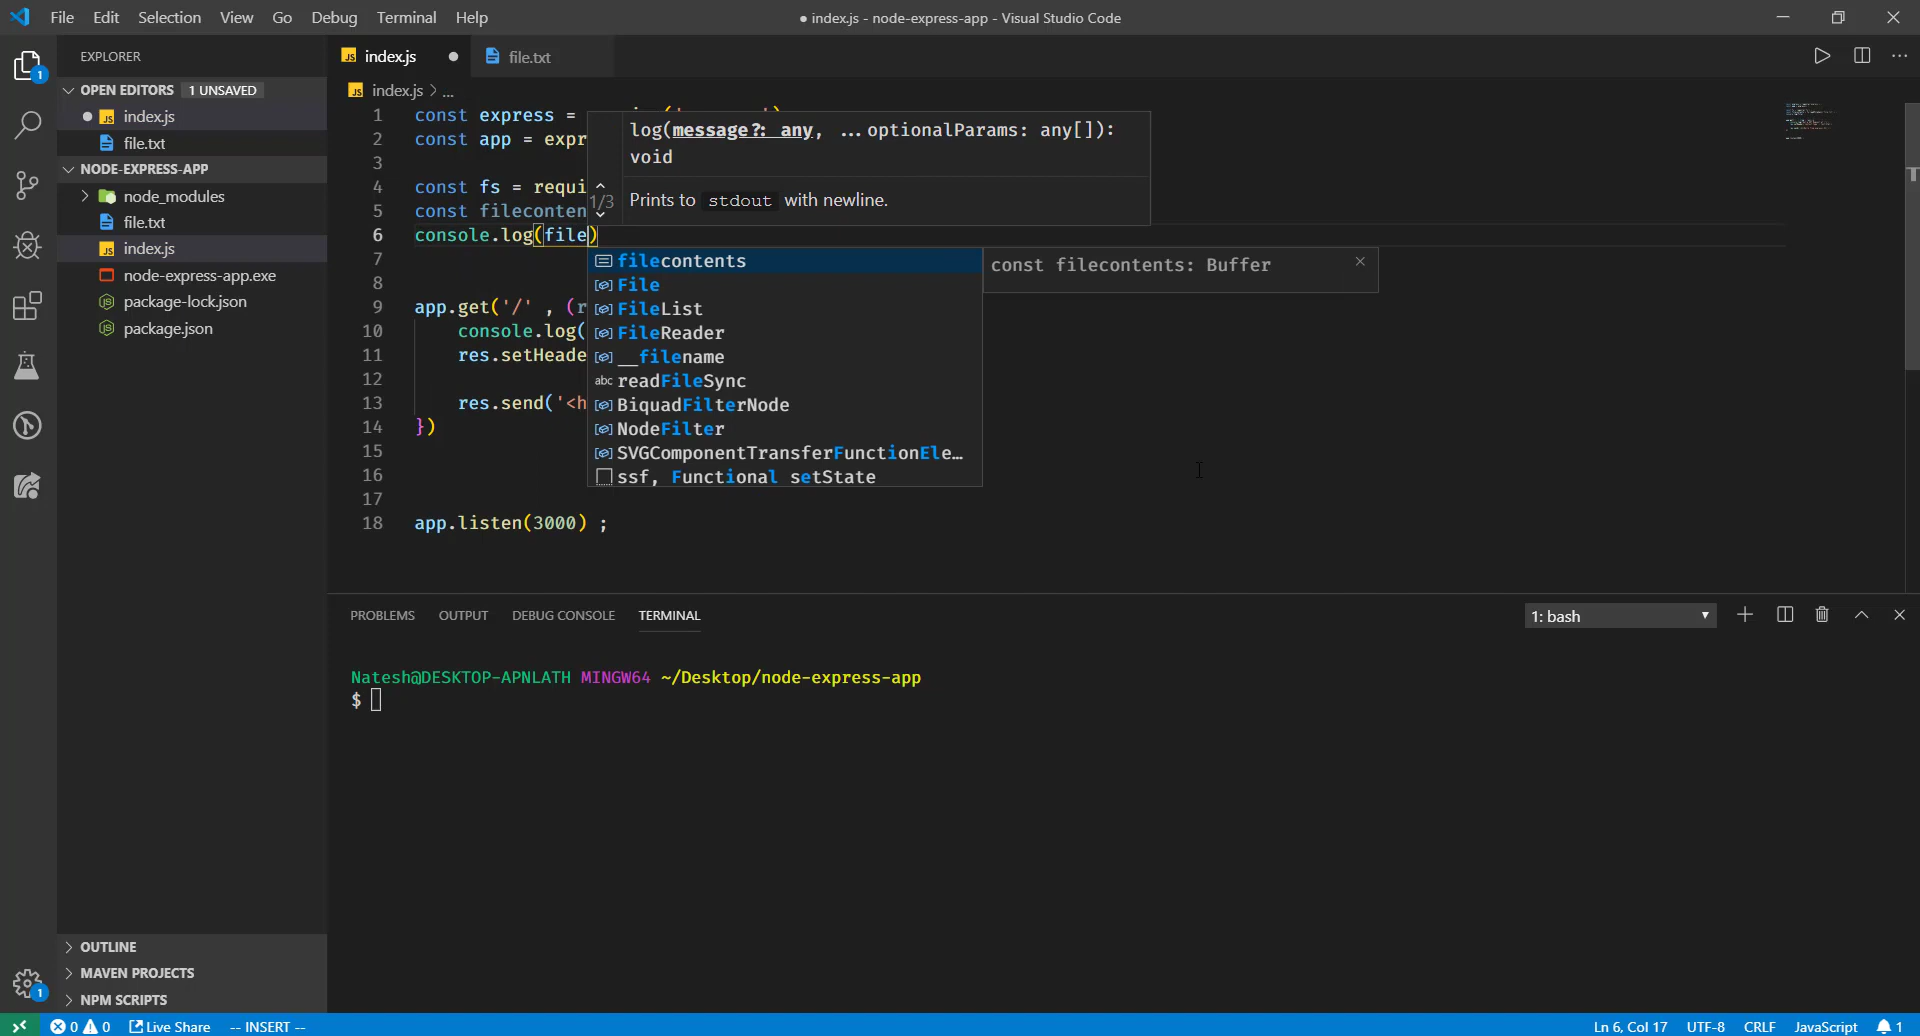 File Edit Selection View Go Debug Terminal Help
● index.js - node-express-app - Visual Studio Code
EXPLORER
OPEN EDITORS 1 UNSAVED
index.js
file.txt
NODE-EXPRESS-APP
node_modules
file.txt
index.js
node-express-app.exe
package-lock.json
package.json
OUTLINE
MAVEN PROJECTS
NPM SCRIPTS
1
1
JS index.js file.txt
JS index.js > ...
1 const express =
2 const app = expr
3
4 const fs = requi
5 const fileconten
6 console.log(file)
7
8
9 app.get('/' , (r
10 console.log(
11 res.setHeade
12
13 res.send('<h
14 })
15
16
17
18 app.listen(3000) ;
log(message?: any, ...optionalParams: any[]):
void
1/3
Prints to stdout with newline.
filecontents
File
FileList
FileReader
__filename
abc readFileSync
BiquadFilterNode
NodeFilter
SVGComponentTransferFunctionEle...
ssf, Functional setState
const filecontents: Buffer
PROBLEMS OUTPUT DEBUG CONSOLE TERMINAL
1: bash
Natesh@DESKTOP-APNLATH MINGW64 ~/Desktop/node-express-app
$
0 0 Live Share -- INSERT --
Ln 6, Col 17 UTF-8 CRLF JavaScript 1